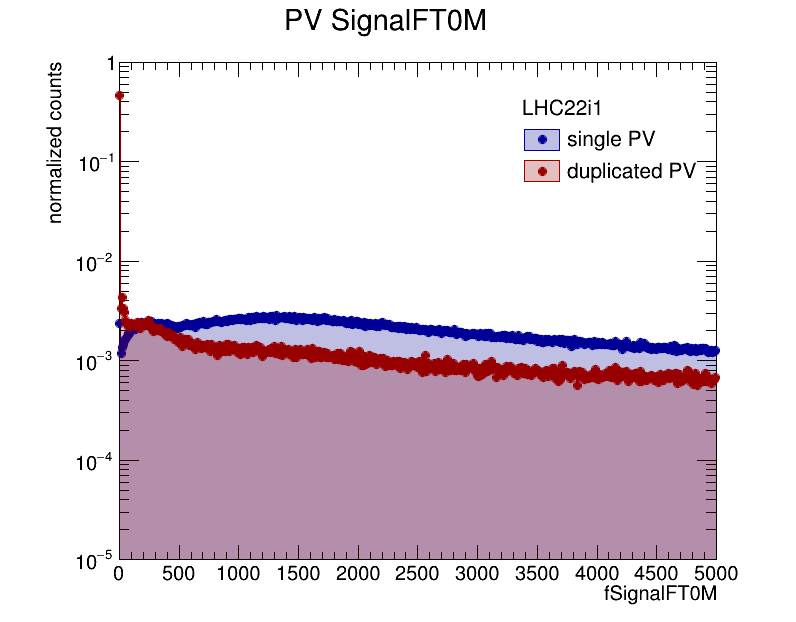 PV SignalFT0M
normalized counts
LHC22i1
single PV
duplicated PV
1
10⁻¹
10⁻²
10⁻³
10⁻⁴
10⁻⁵
0 500 1000 1500 2000 2500 3000 3500 4000 4500 5000
fSignalFT0M